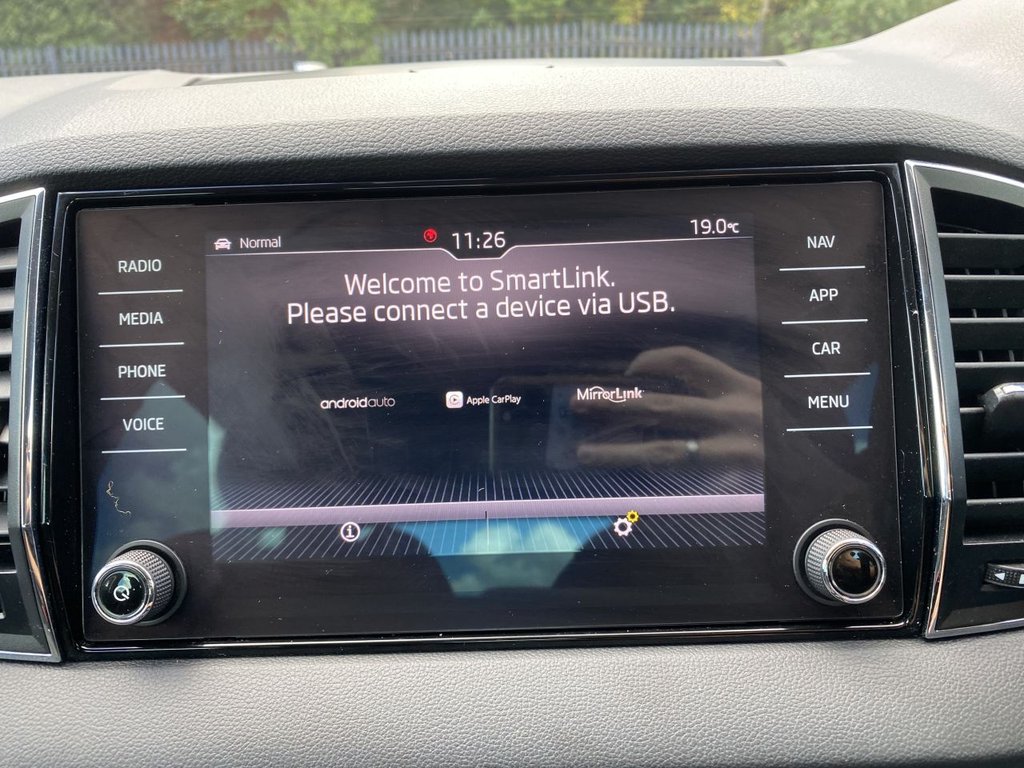 Normal
11:26
19.0°C
Welcome to SmartLink.
Please connect a device via USB.
androidauto
Apple CarPlay
MirrorLink
RADIO
MEDIA
PHONE
VOICE
NAV
APP
CAR
MENU